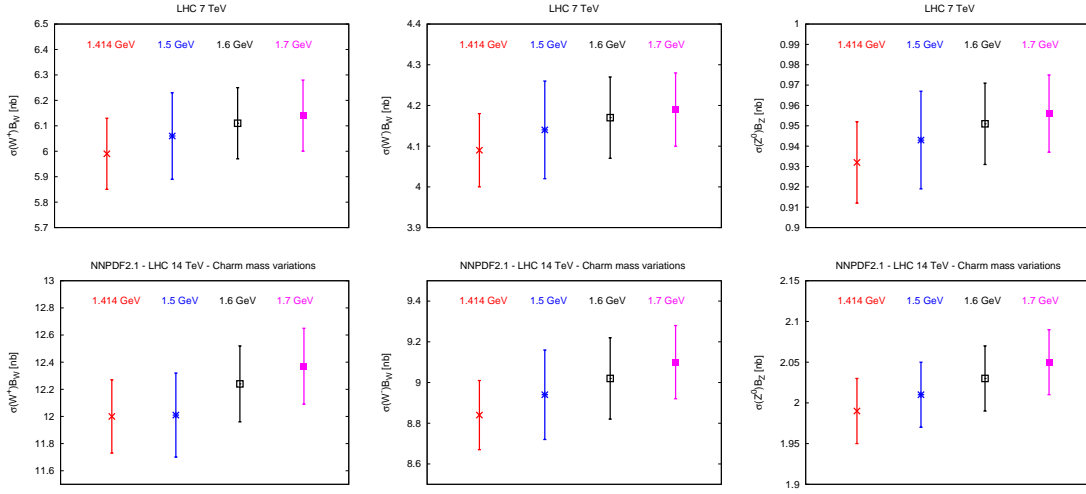 LHC 7 TeV
σ(W⁺)B_W [nb]
6.5
6.4
6.3
6.2
6.1
6
5.9
5.8
5.7
1.414 GeV 1.5 GeV 1.6 GeV 1.7 GeV
LHC 7 TeV
σ(W⁻)B_W [nb]
4.4
4.3
4.2
4.1
4
3.9
1.414 GeV 1.5 GeV 1.6 GeV 1.7 GeV
LHC 7 TeV
σ(Z⁰)B_Z [nb]
1
0.99
0.98
0.97
0.96
0.95
0.94
0.93
0.92
0.91
0.9
1.414 GeV 1.5 GeV 1.6 GeV 1.7 GeV
NNPDF2.1 - LHC 14 TeV - Charm mass variations
σ(W⁺)B_W [nb]
13
12.8
12.6
12.4
12.2
12
11.8
11.6
1.414 GeV 1.5 GeV 1.6 GeV 1.7 GeV
NNPDF2.1 - LHC 14 TeV - Charm mass variations
σ(W⁻)B_W [nb]
9.4
9.2
9
8.8
8.6
1.414 GeV 1.5 GeV 1.6 GeV 1.7 GeV
NNPDF2.1 - LHC 14 TeV - Charm mass variations
σ(Z⁰)B_Z [nb]
2.15
2.1
2.05
2
1.95
1.9
1.414 GeV 1.5 GeV 1.6 GeV 1.7 GeV